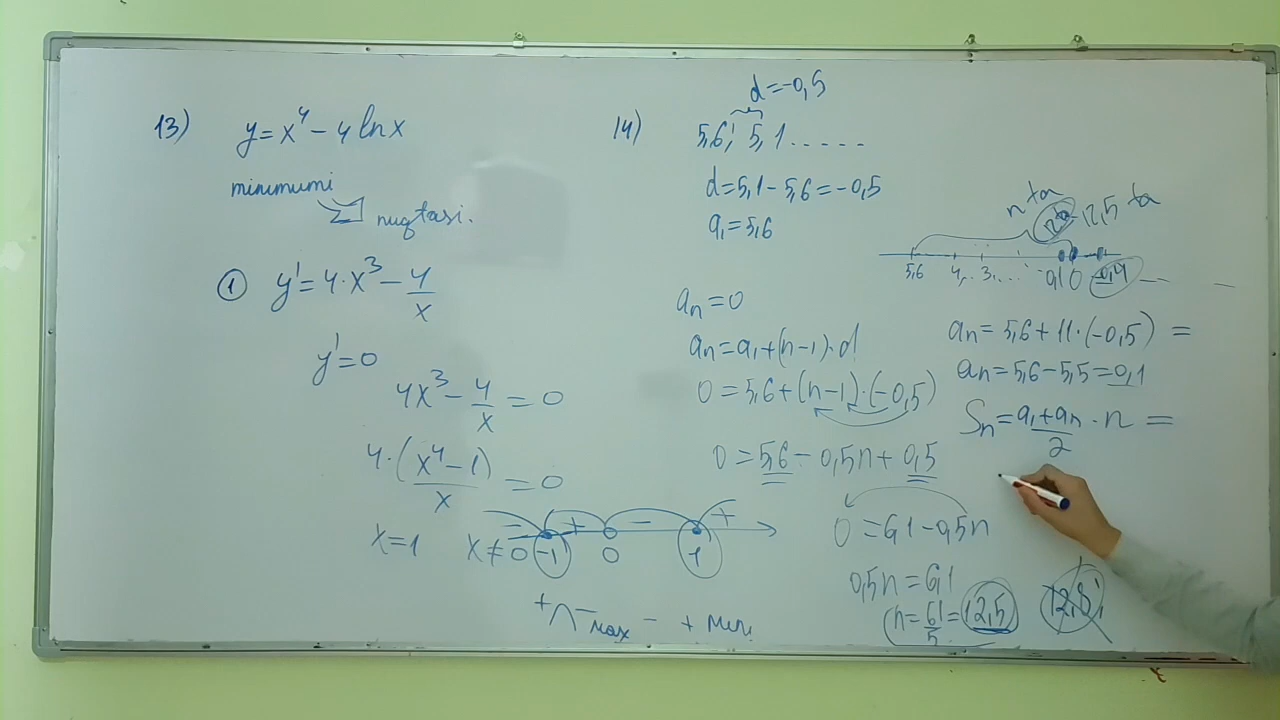 13) y=x⁴-4lnx
minimumi
nuqtasi.
① y'=4·x³-4/x
y'=0
4x³-4/x=0
4·(x⁴-1)/x=0
x=1 x≠0
- + - +
-1 0 1
+ - max - + min
14) d=-0,5
5,6; 5,1.....
d=5,1-5,6=-0,5
a₁=5,6
n ta
12 ta 12,5 ta
5,6 4,.. 3,.... 0,1 0 -0,4
aₙ=0
aₙ=a₁+(n-1)·d
0=5,6+(n-1)·(-0,5)
0=5,6-0,5n+0,5
0=6,1-0,5n
0,5n=6,1
n=61/5=12,5 12,8;
aₙ=5,6+11·(-0,5)=
aₙ=5,6-5,5=0,1
Sₙ=(a₁+aₙ)/2·n=